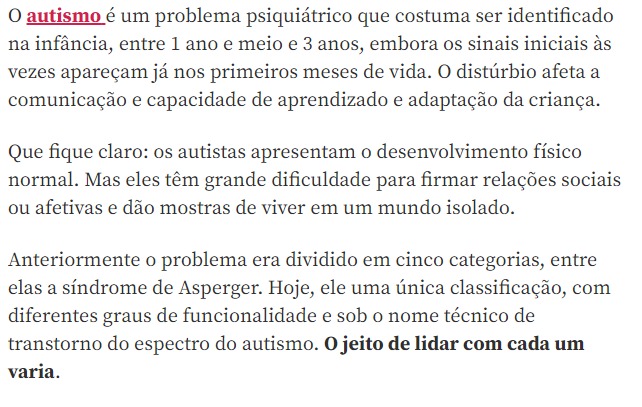 O autismo é um problema psiquiátrico que costuma ser identificado
na infância, entre 1 ano e meio e 3 anos, embora os sinais iniciais às
vezes apareçam já nos primeiros meses de vida. O distúrbio afeta a
comunicação e capacidade de aprendizado e adaptação da criança.
Que fique claro: os autistas apresentam o desenvolvimento físico
normal. Mas eles têm grande dificuldade para firmar relações sociais
ou afetivas e dão mostras de viver em um mundo isolado.
Anteriormente o problema era dividido em cinco categorias, entre
elas a síndrome de Asperger. Hoje, ele uma única classificação, com
diferentes graus de funcionalidade e sob o nome técnico de
transtorno do espectro do autismo. O jeito de lidar com cada um
varia.